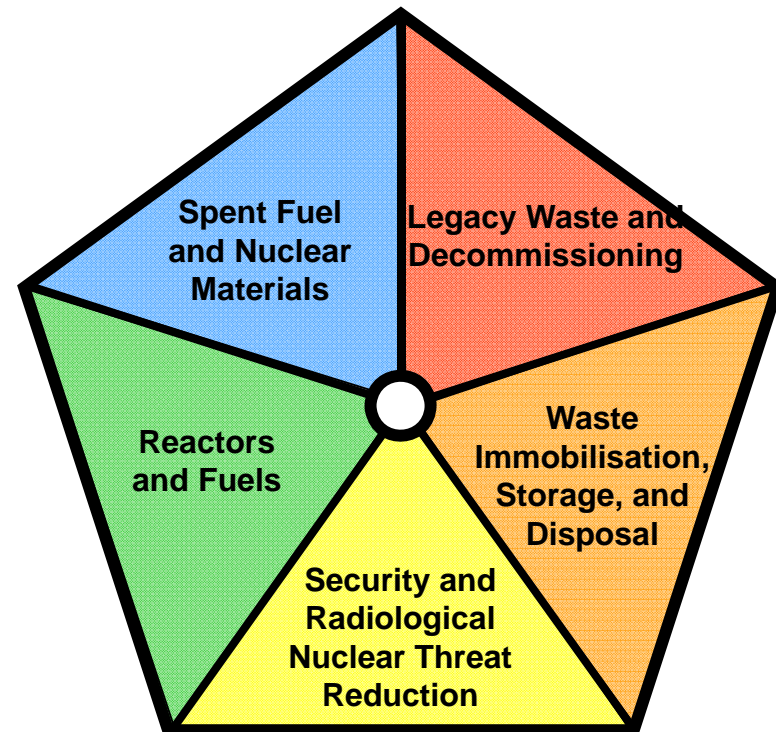 Spent Fuel
and Nuclear
Materials
Legacy Waste and
Decommissioning
Reactors
and Fuels
Waste
Immobilisation,
Storage, and
Disposal
Security and
Radiological
Nuclear Threat
Reduction